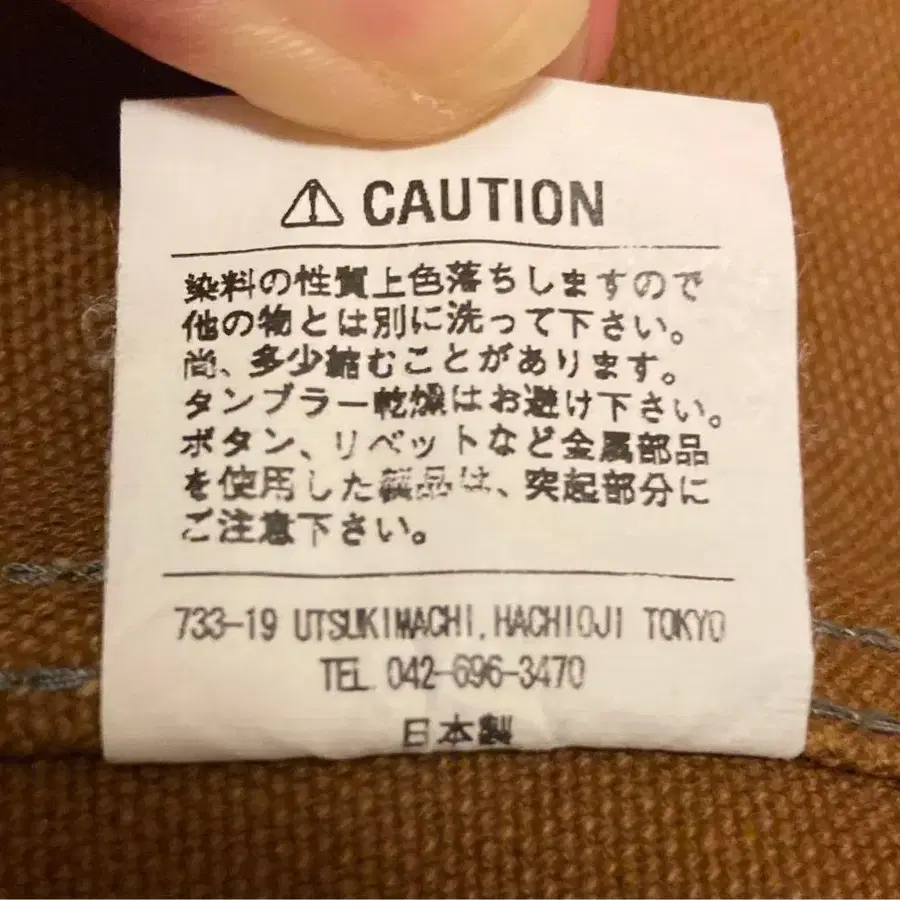 ⚠ CAUTION
染料の性質上色落ちしますので
他の物とは別に洗って下さい。
尚、多少縮むことがあります。
タンブラー乾燥はお避け下さい。
ボタン、リベットなど金属部品
を使用した製品は、突起部分に
ご注意下さい。
733-19 UTSUKIMACHI,HACHIOJI TOKYO
TEL.042-696-3470
日本製